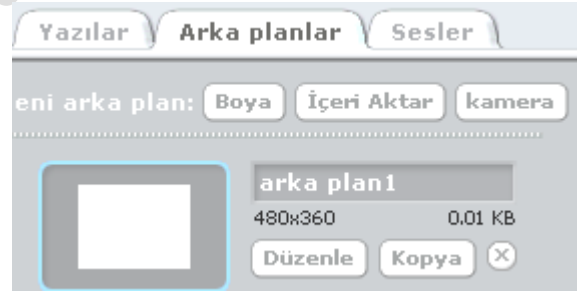 Yazılar Arka planlar Sesler
eni arka plan: Boya İçeri Aktar kamera
arka plan1
480x360 0.01 KB
Düzenle Kopya